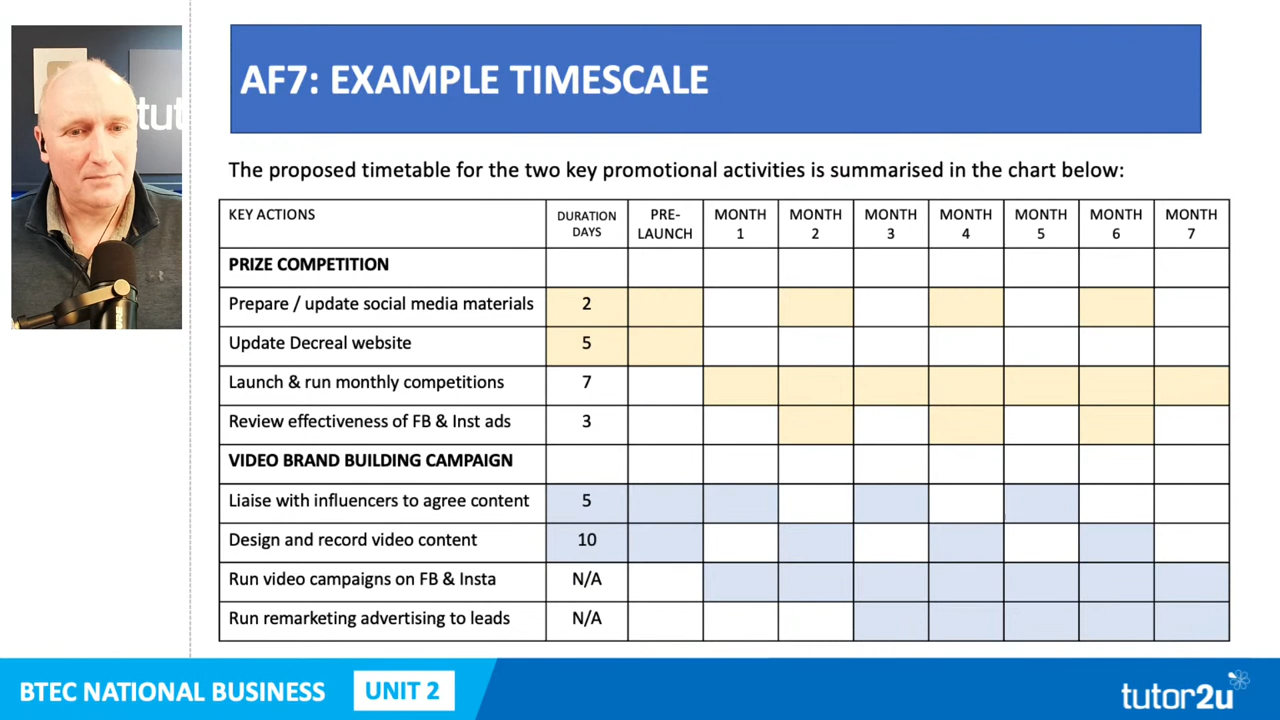 tut
AF7: EXAMPLE TIMESCALE
The proposed timetable for the two key promotional activities is summarised in the chart below:
KEY ACTIONS DURATION DAYS PRE-LAUNCH MONTH 1 MONTH 2 MONTH 3 MONTH 4 MONTH 5 MONTH 6 MONTH 7
PRIZE COMPETITION
Prepare / update social media materials 2
Update Decreal website 5
Launch & run monthly competitions 7
Review effectiveness of FB & Inst ads 3
VIDEO BRAND BUILDING CAMPAIGN
Liaise with influencers to agree content 5
Design and record video content 10
Run video campaigns on FB & Insta N/A
Run remarketing advertising to leads N/A
BTEC NATIONAL BUSINESS UNIT 2 tutor2u